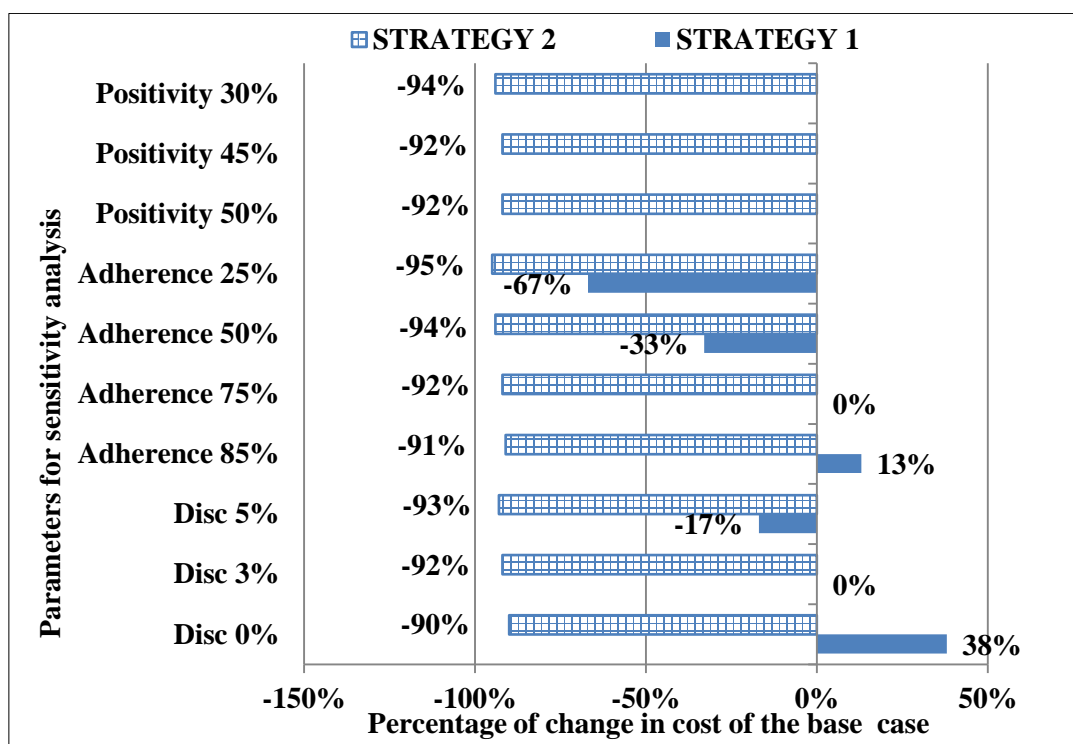 STRATEGY 2 STRATEGY 1
Parameters for sensitivity analysis
Positivity 30% -94%
Positivity 45% -92%
Positivity 50% -92%
Adherence 25% -95%
-67%
Adherence 50% -94%
-33%
Adherence 75% -92%
0%
Adherence 85% -91%
13%
Disc 5% -93%
-17%
Disc 3% -92%
0%
Disc 0% -90%
38%
-150% -100% -50% 0% 50%
Percentage of change in cost of the base case